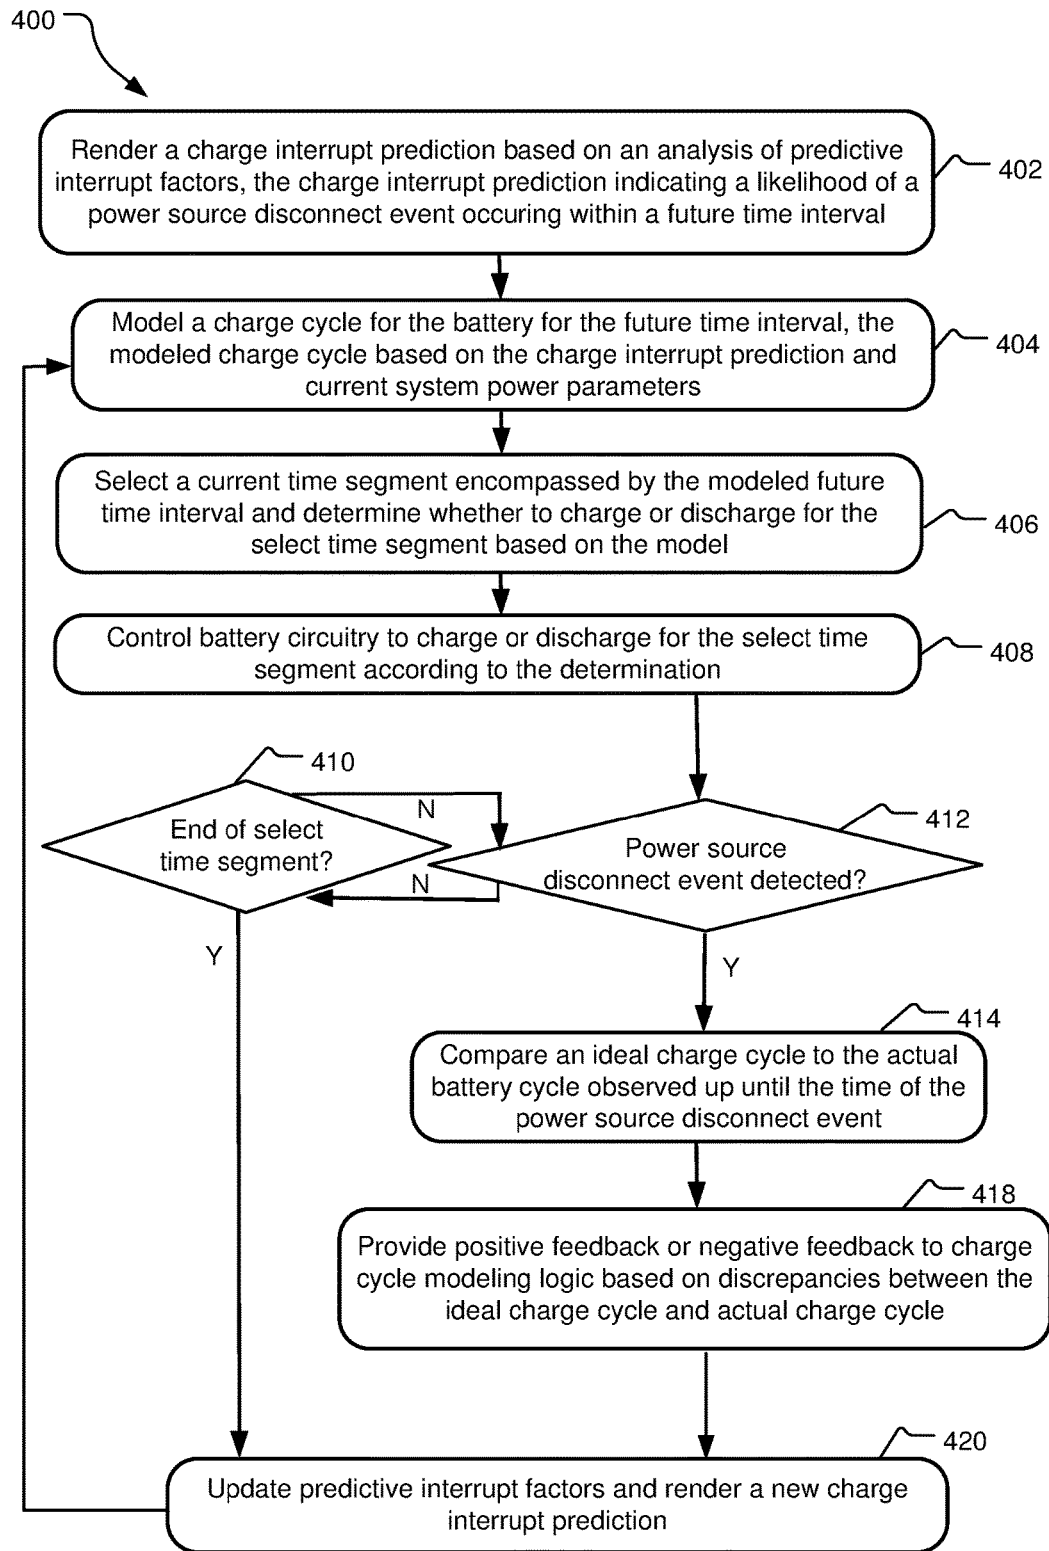 400
Render a charge interrupt prediction based on an analysis of predictive
interrupt factors, the charge interrupt prediction indicating a likelihood of a
power source disconnect event occuring within a future time interval
402
Model a charge cycle for the battery for the future time interval, the
modeled charge cycle based on the charge interrupt prediction and
current system power parameters
404
Select a current time segment encompassed by the modeled future
time interval and determine whether to charge or discharge for the
select time segment based on the model
406
Control battery circuitry to charge or discharge for the select time
segment according to the determination
408
410
End of select
time segment?
N
N
Y
412
Power source
disconnect event detected?
Y
414
Compare an ideal charge cycle to the actual
battery cycle observed up until the time of the
power source disconnect event
418
Provide positive feedback or negative feedback to charge
cycle modeling logic based on discrepancies between the
ideal charge cycle and actual charge cycle
420
Update predictive interrupt factors and render a new charge
interrupt prediction